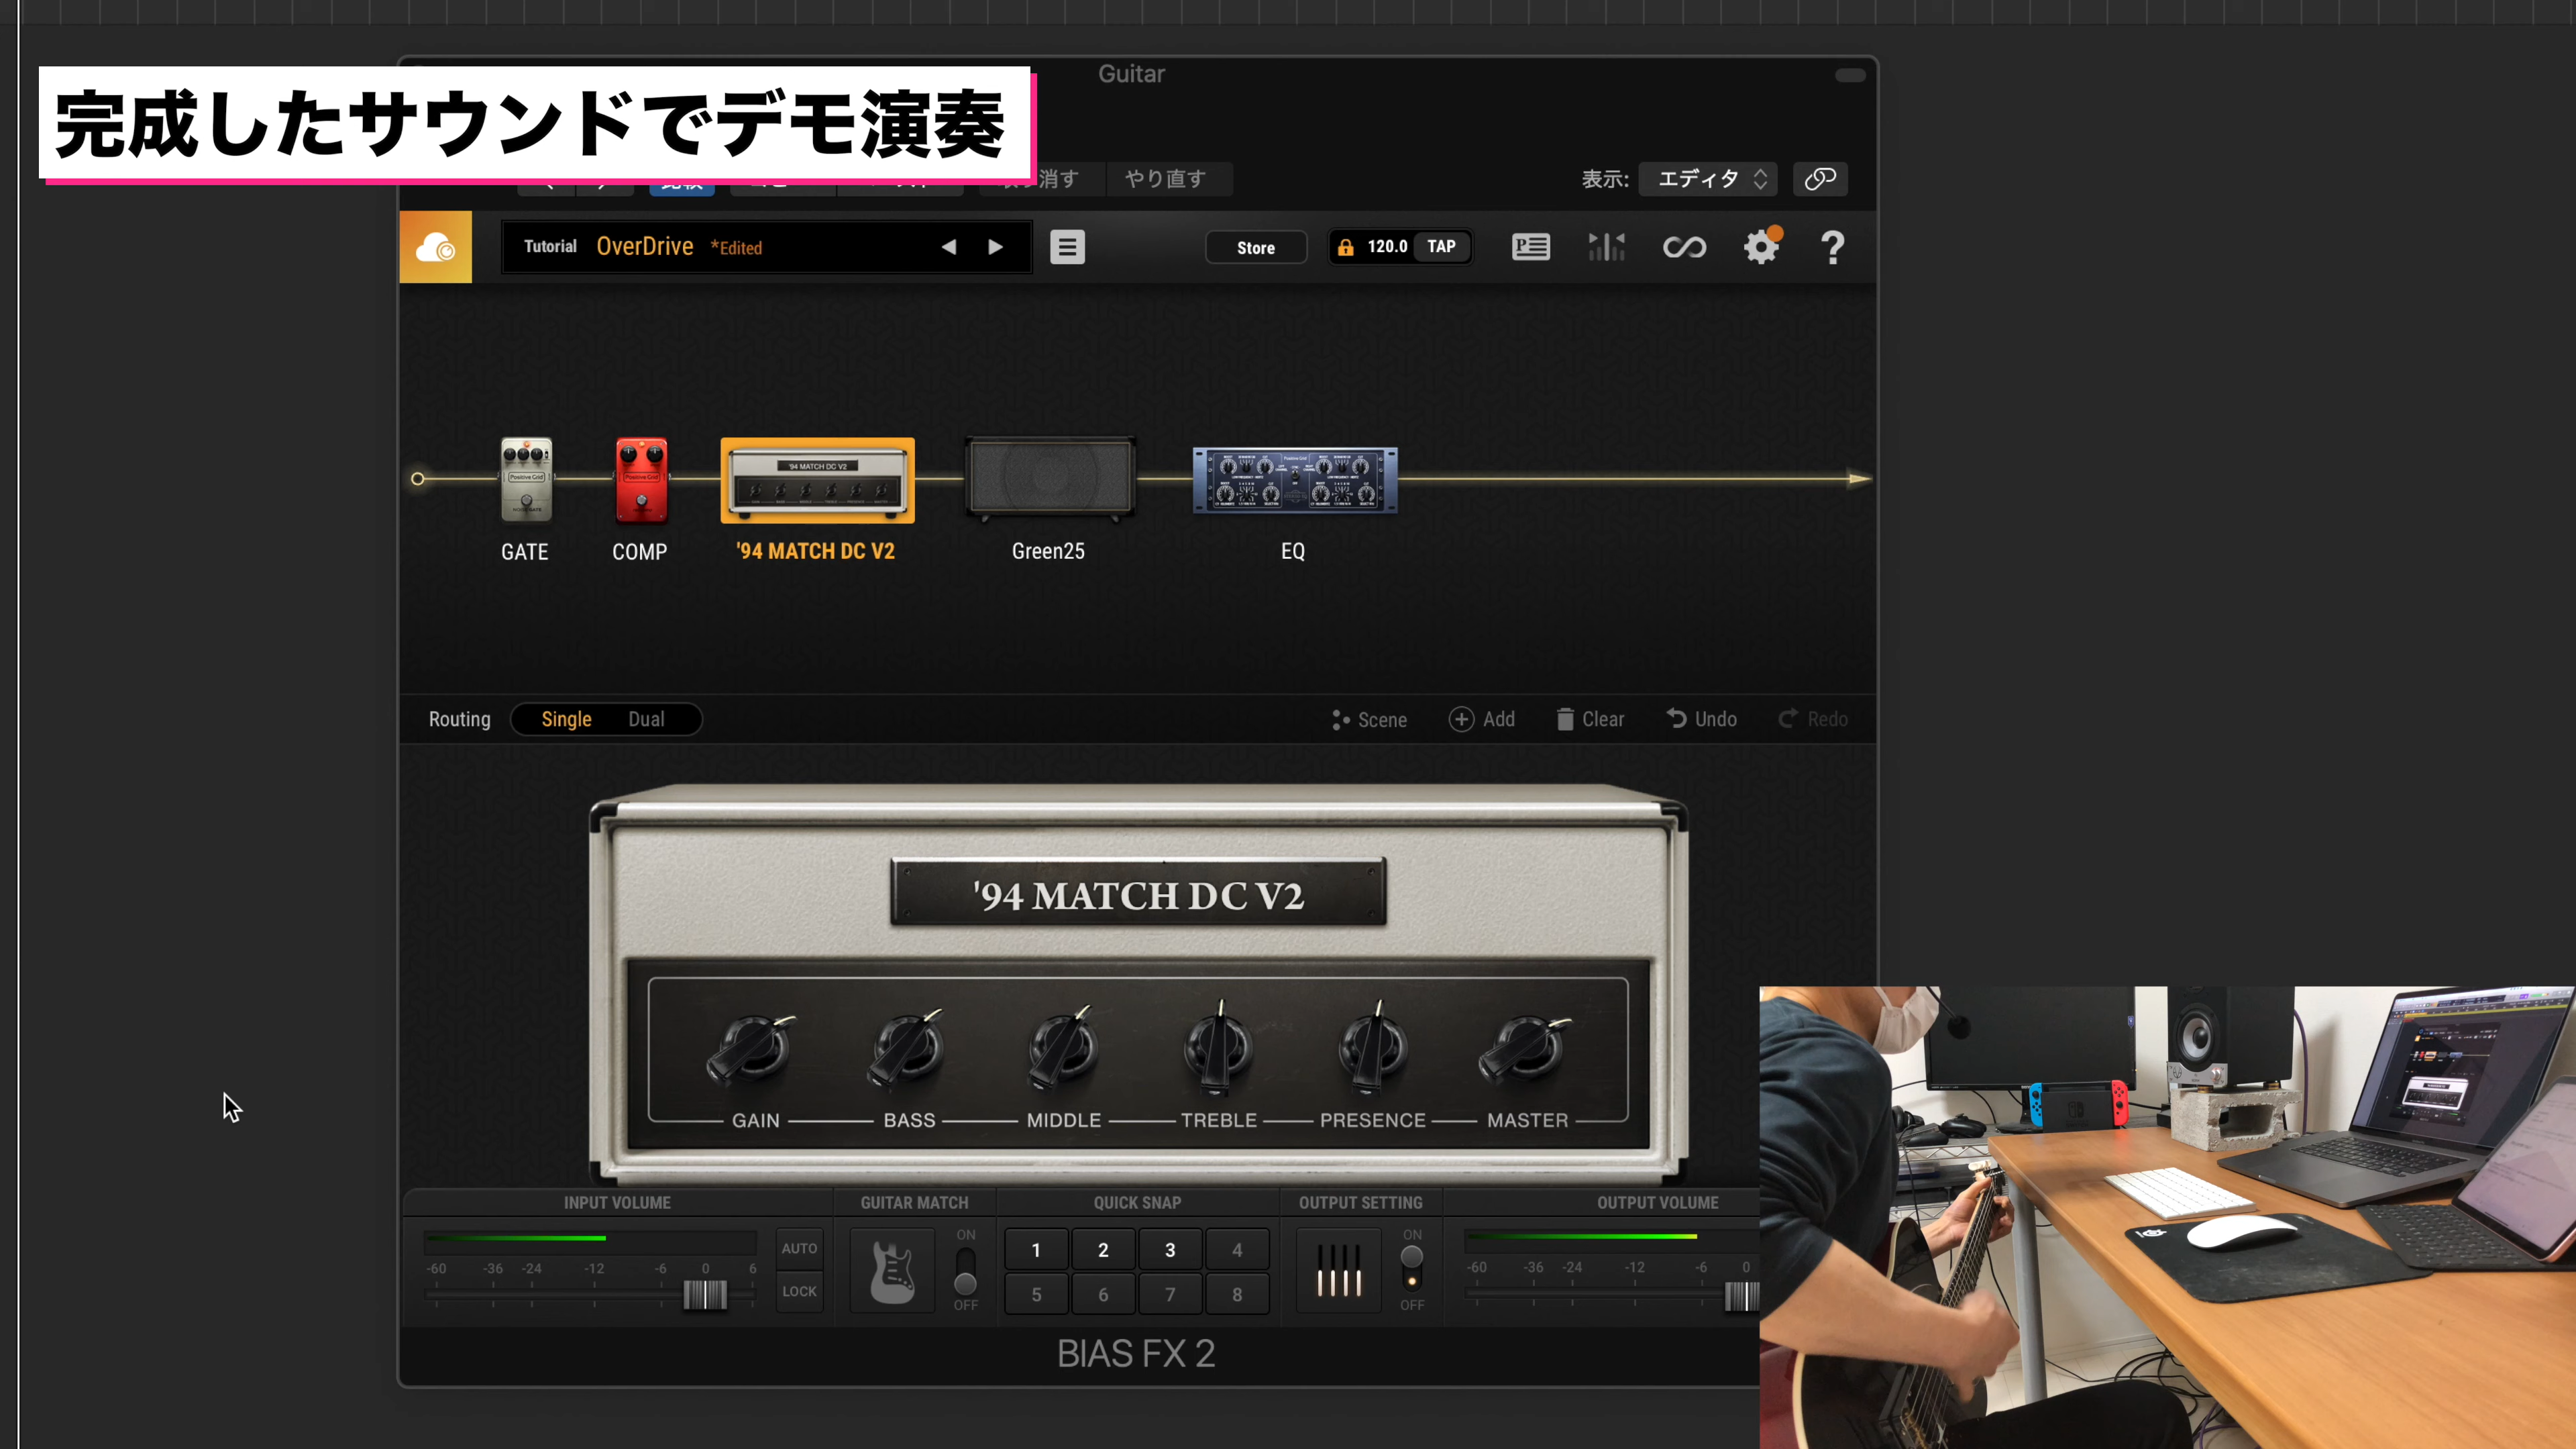 Guitar
完成したサウンドでデモ演奏
やり直す
表示: エディタ
Tutorial OverDrive *Edited
Store
120.0 TAP
?
'94 MATCH DC V2
GATE
COMP
'94 MATCH DC V2
Green25
EQ
Routing Single Dual
Scene Add Clear Undo Redo
'94 MATCH DC V2
GAIN BASS MIDDLE TREBLE PRESENCE MASTER
INPUT VOLUME GUITAR MATCH QUICK SNAP OUTPUT SETTING OUTPUT VOLUME
ON 1 2 3 4 ON
AUTO
-60 -36 -24 -12 -6 0 6
-60 -36 -24 -12 -6 0
LOCK OFF 5 6 7 8 OFF
BIAS FX 2